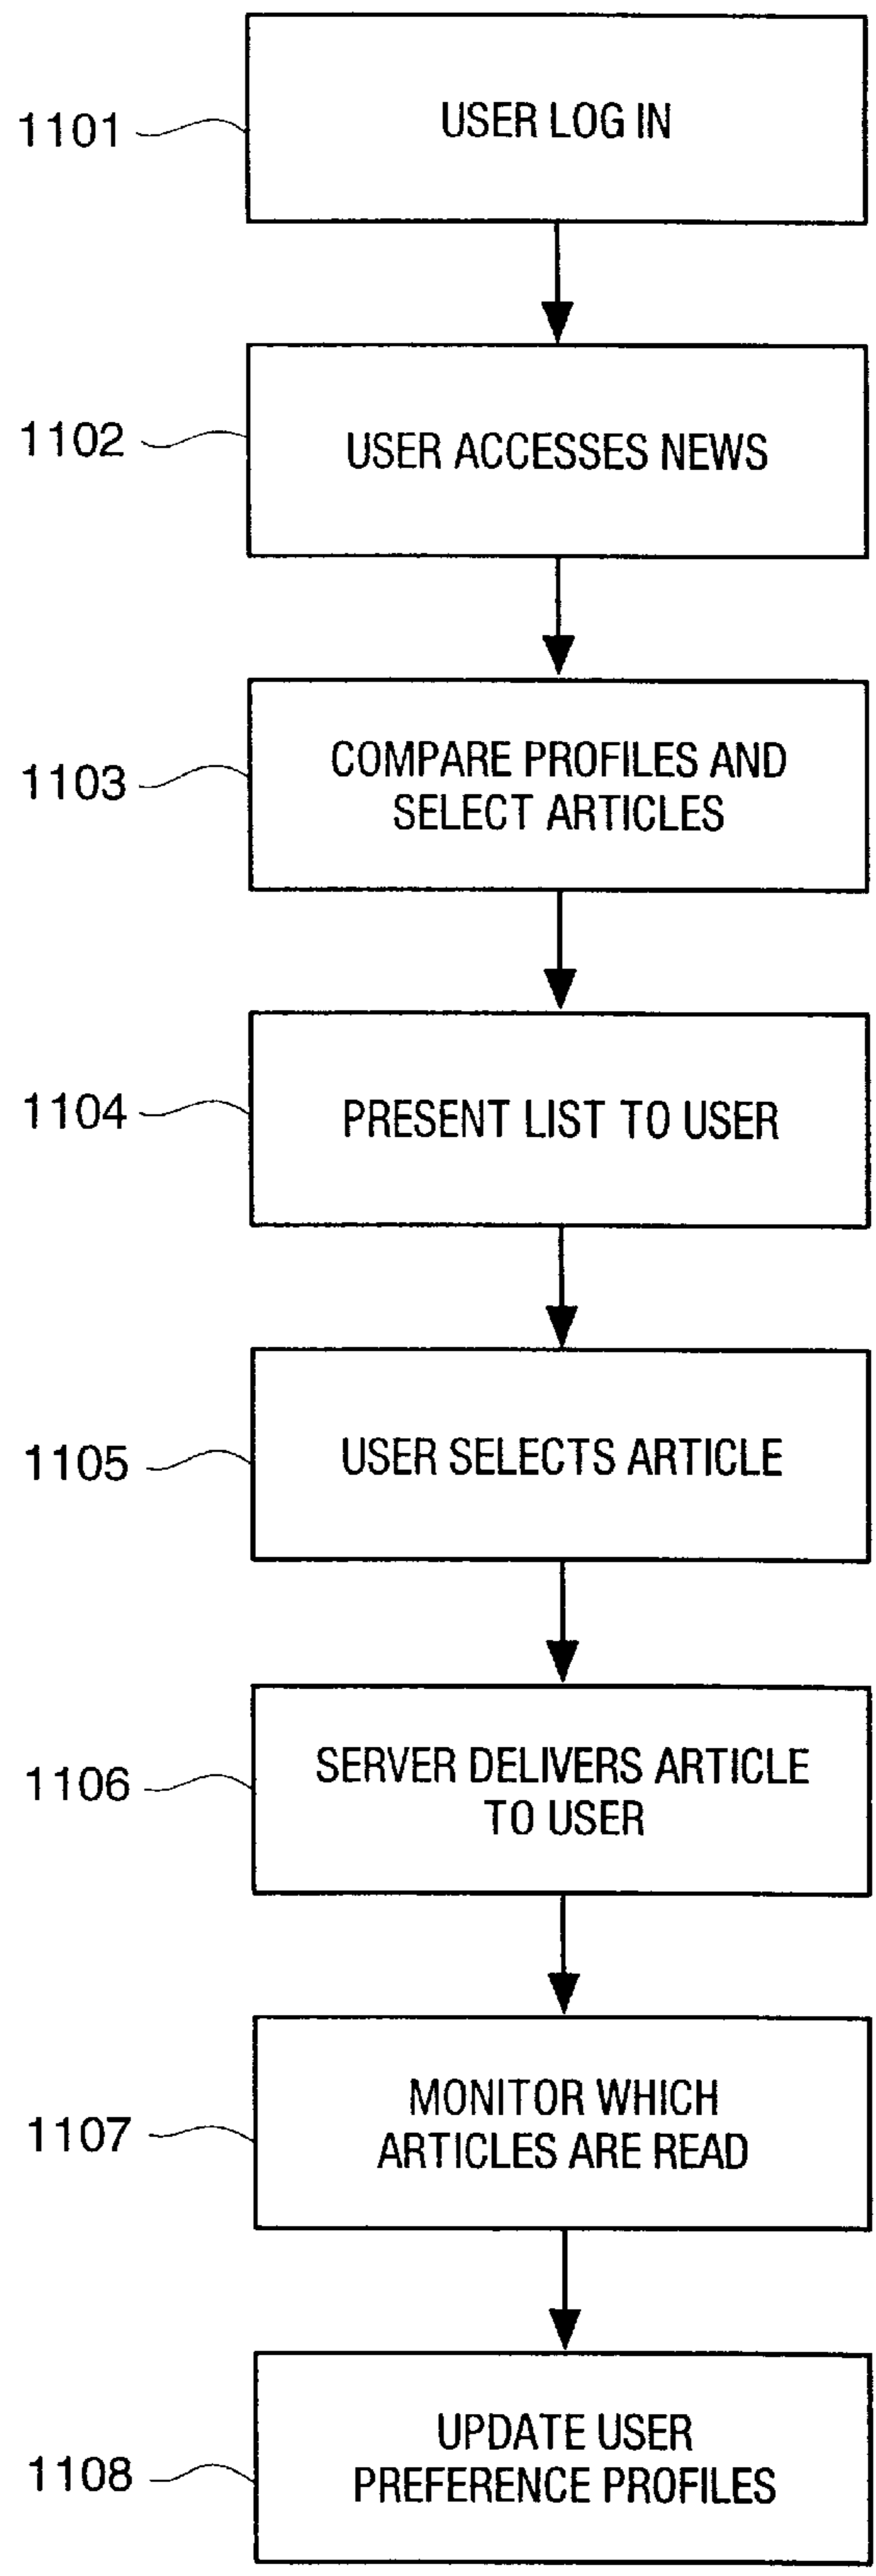 1101
USER LOG IN
1102
USER ACCESSES NEWS
1103
COMPARE PROFILES AND
SELECT ARTICLES
1104
PRESENT LIST TO USER
1105
USER SELECTS ARTICLE
1106
SERVER DELIVERS ARTICLE
TO USER
1107
MONITOR WHICH
ARTICLES ARE READ
1108
UPDATE USER
PREFERENCE PROFILES